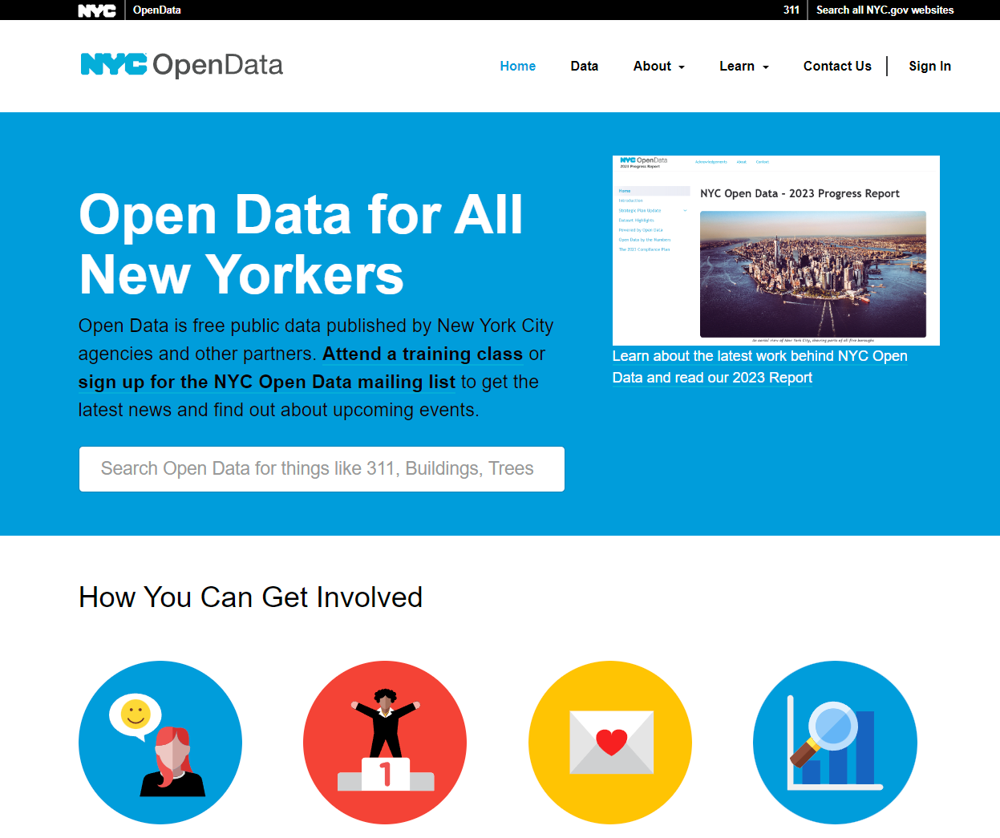 NYC OpenData
311 Search all NYC.gov websites
NYC OpenData
Home Data About Learn Contact Us Sign In
Open Data for All
New Yorkers
Open Data is free public data published by New York City
agencies and other partners. Attend a training class or
sign up for the NYC Open Data mailing list to get the
latest news and find out about upcoming events.
Search Open Data for things like 311, Buildings, Trees
NYC OpenData
2023 Progress Report
Acknowledgements About Contact
Home
Introduction
Strategic Plan Update
Dataset Highlights
Powered by Open Data
Open Data by the Numbers
The 2023 Compliance Plan
NYC Open Data - 2023 Progress Report
An aerial view of New York City, showing parts of all five boroughs
Learn about the latest work behind NYC Open
Data and read our 2023 Report
How You Can Get Involved
1